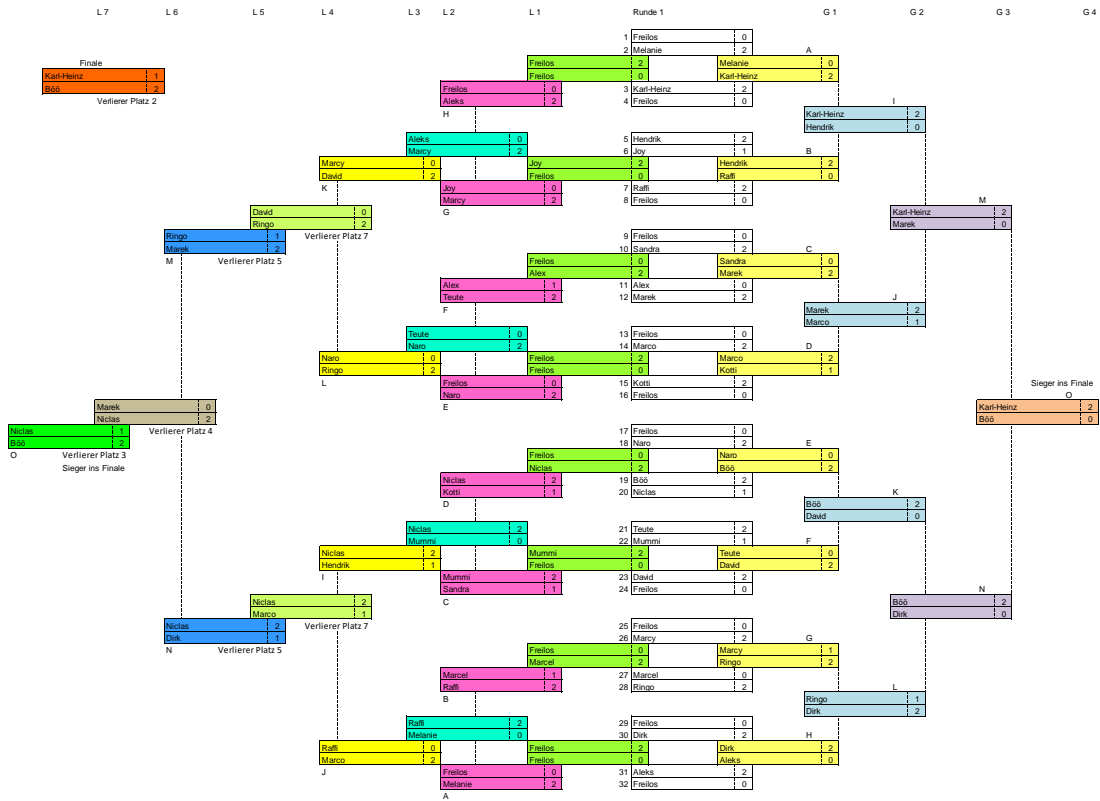 L 7 L 6 L 5 L 4 L 3 L 2 L 1 Runde 1 G 1 G 2 G 3 G 4
1 Freilos 0
2 Melanie 2 A
Finale Freilos 2 Melanie 0
Karl-Heinz 1 Freilos 0 Karl-Heinz 2
Böö 2 Freilos 0 3 Karl-Heinz 2
Verlierer Platz 2 Aleks 2 4 Freilos 0 I
H Karl-Heinz 2
Hendrik 0
Aleks 0 5 Hendrik 2
Marcy 2 6 Joy 1 B
Marcy 0 Joy 2 Hendrik 2
David 2 Freilos 0 Raffi 0
K Joy 0 7 Raffi 2
Marcy 2 8 Freilos 0 M
David 0 G Karl-Heinz 2
Ringo 2 Marek 0
Ringo 1 Verlierer Platz 7 9 Freilos 0
Marek 2 10 Sandra 2 C
M Verlierer Platz 5 Freilos 0 Sandra 0
Alex 2 Marek 2
Alex 1 11 Alex 0
Teute 2 12 Marek 2 J
F Marek 2
Marco 1
Teute 0 13 Freilos 0
Naro 2 14 Marco 2 D
Naro 0 Freilos 2 Marco 2
Ringo 2 Freilos 0 Kotti 1
L Freilos 0 15 Kotti 2 Sieger ins Finale
Naro 2 16 Freilos 0 O
Marek 0 E Karl-Heinz 2
Niclas 2 Böö 0
Niclas 1 Verlierer Platz 4 17 Freilos 0
Böö 2 18 Naro 2 E
O Verlierer Platz 3 Freilos 0 Naro 0
Sieger ins Finale Niclas 2 Böö 2
Niclas 2 19 Böö 2
Kotti 1 20 Niclas 1 K
D Böö 2
David 0
Niclas 2 21 Teute 2
Mummi 0 22 Mummi 1 F
Niclas 2 Mummi 2 Teute 0
Hendrik 1 Freilos 0 David 2
I Mummi 2 23 David 2
Sandra 1 24 Freilos 0 N
Niclas 2 C Böö 2
Marco 1 Dirk 0
Niclas 2 Verlierer Platz 7 25 Freilos 0
Dirk 1 26 Marcy 2 G
N Verlierer Platz 5 Freilos 0 Marcy 1
Marcel 2 Ringo 2
Marcel 1 27 Marcel 0
Raffi 2 28 Ringo 2 L
B Ringo 1
Dirk 2
Raffi 2 29 Freilos 0
Melanie 0 30 Dirk 2 H
Raffi 0 Freilos 2 Dirk 2
Marco 2 Freilos 0 Aleks 0
J Freilos 0 31 Aleks 2
Melanie 2 32 Freilos 0
A